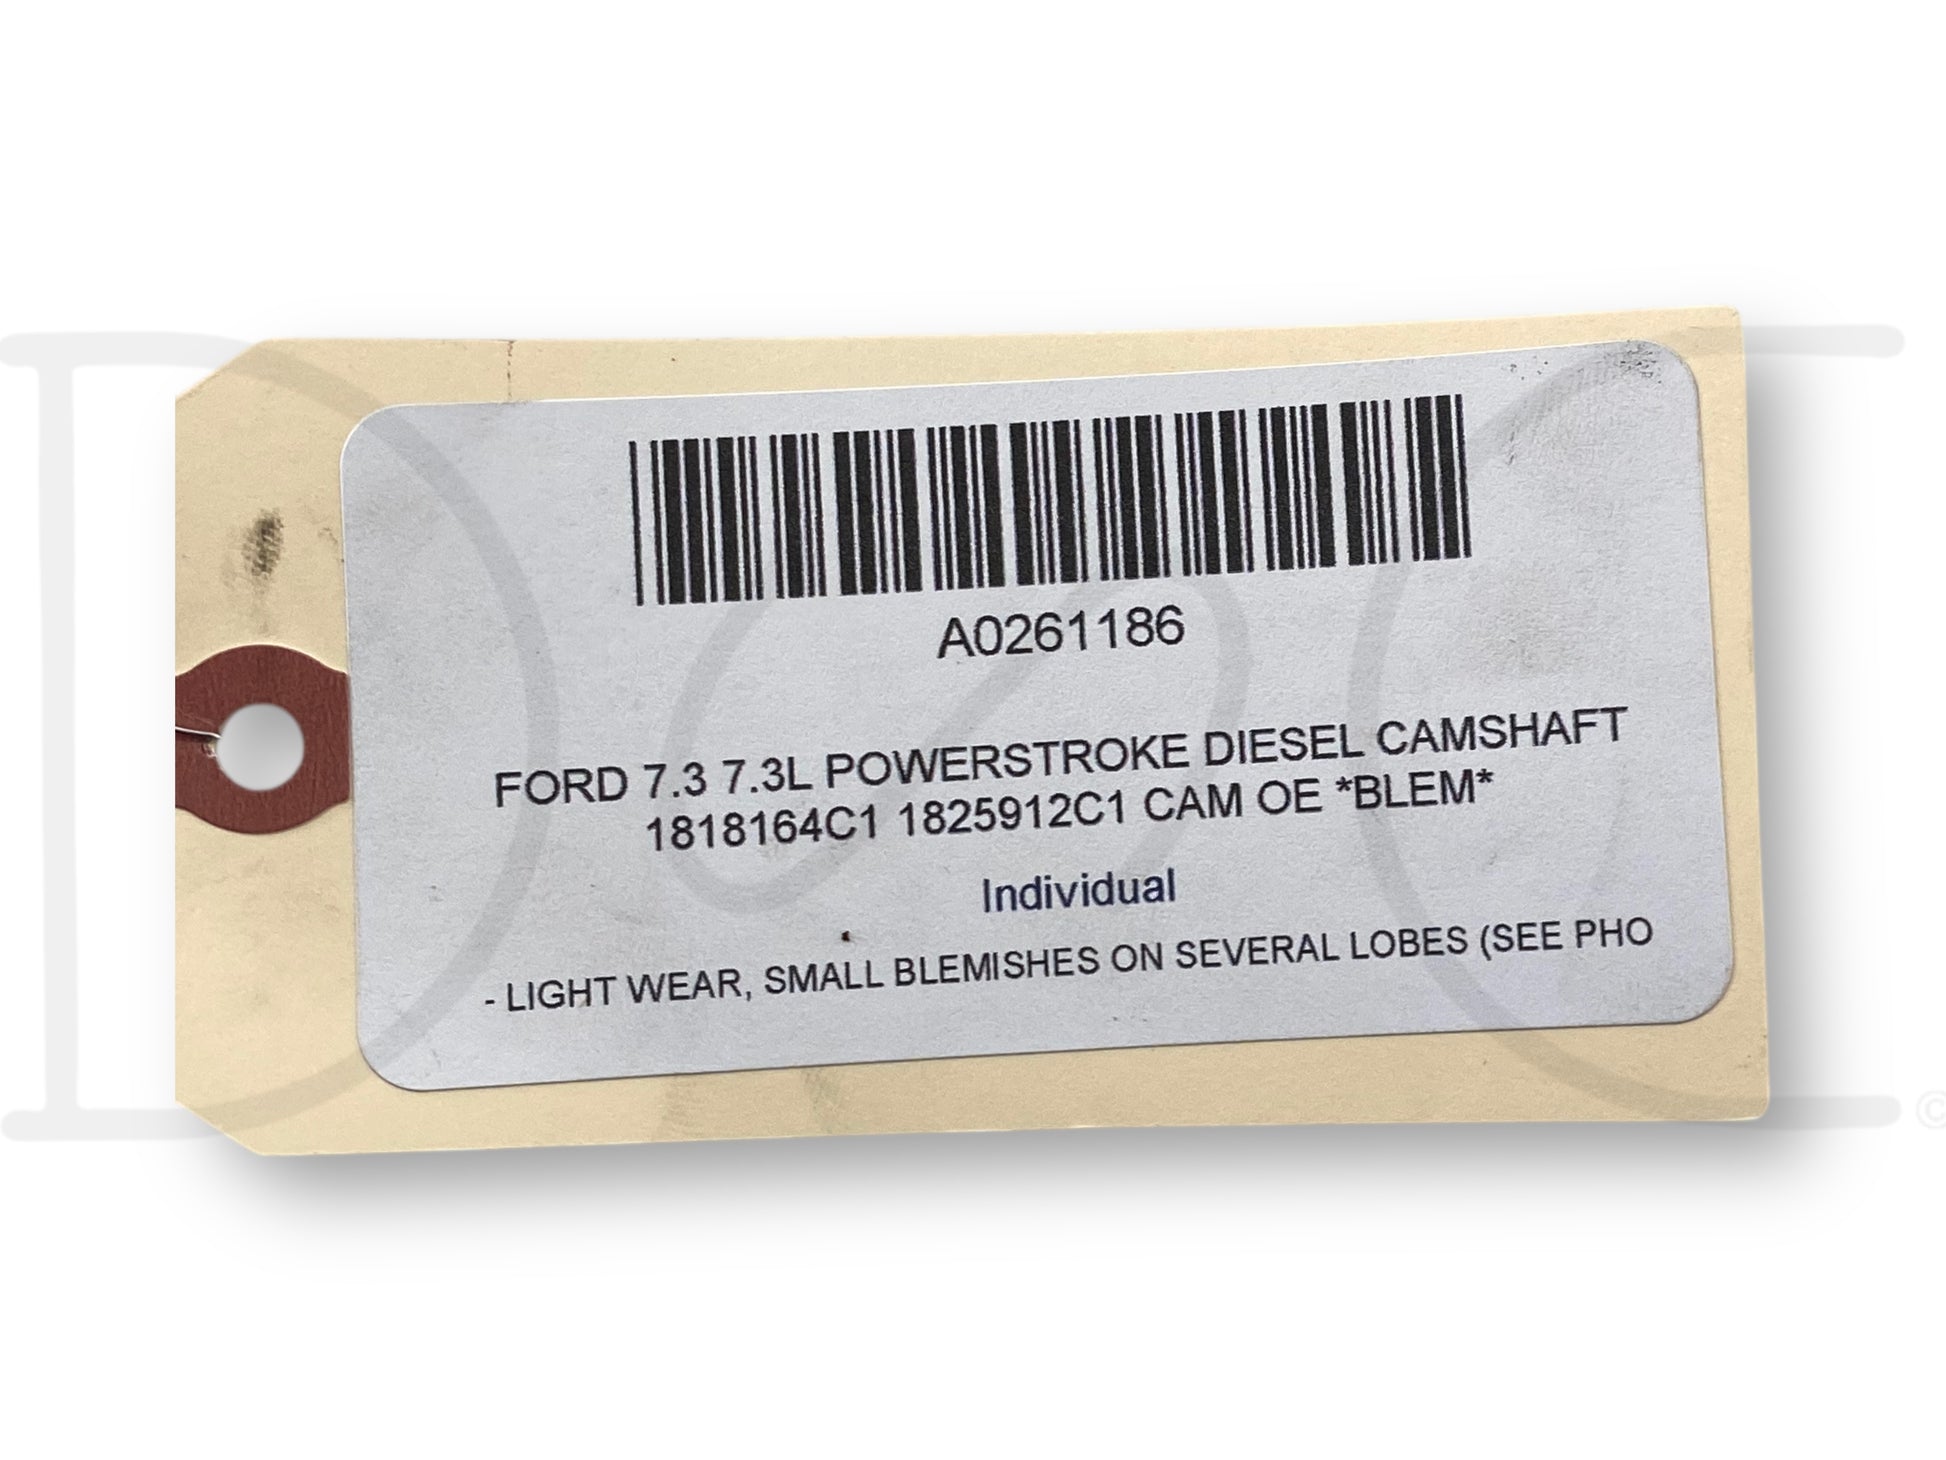 A0261186
FORD 7.3 7.3L POWERSTROKE DIESEL CAMSHAFT
1818164C1 1825912C1 CAM OE *BLEM*
Individual
- LIGHT WEAR, SMALL BLEMISHES ON SEVERAL LOBES (SEE PHO
©